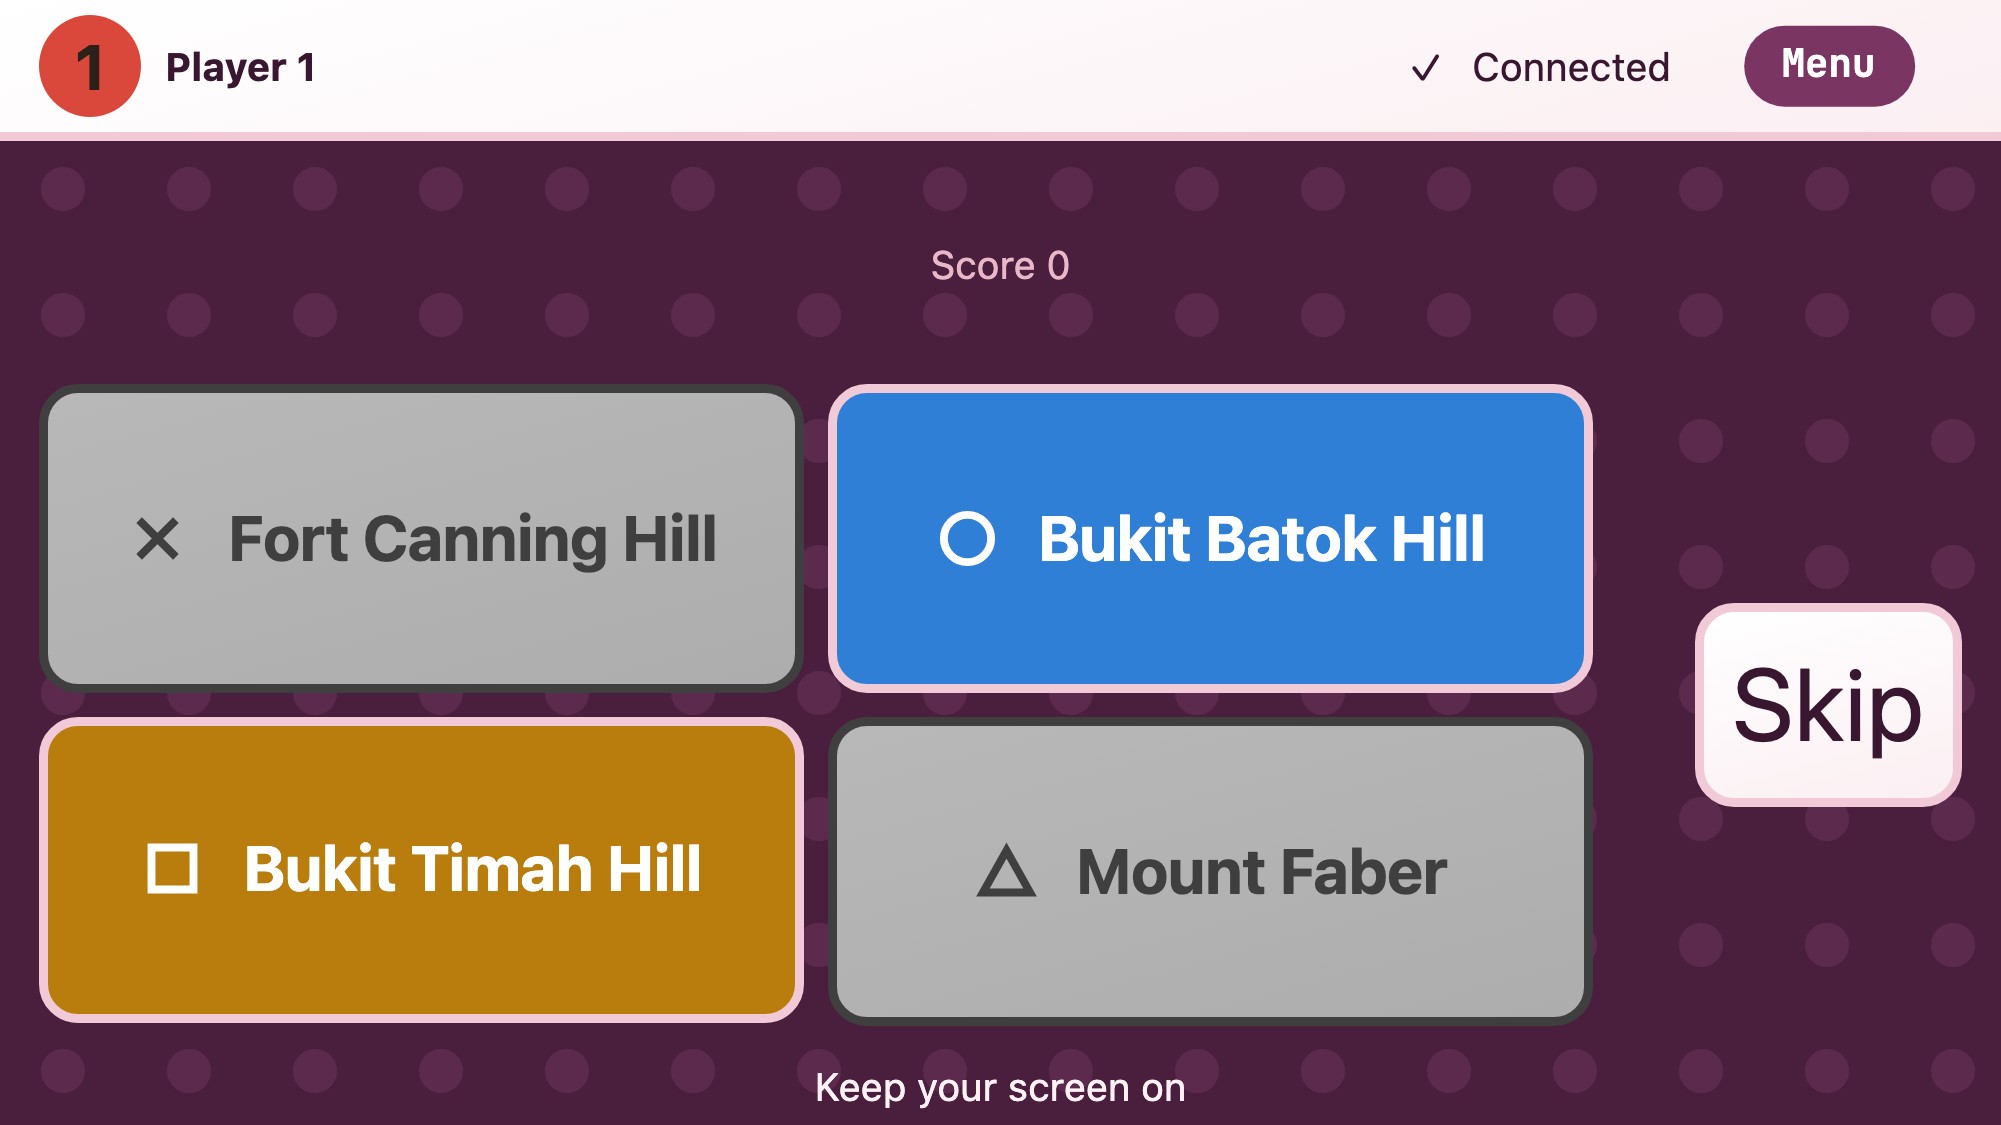 1 Player 1
✓ Connected
Menu
Score 0
Fort Canning Hill
Bukit Batok Hill
Bukit Timah Hill
Mount Faber
Skip
Keep your screen on